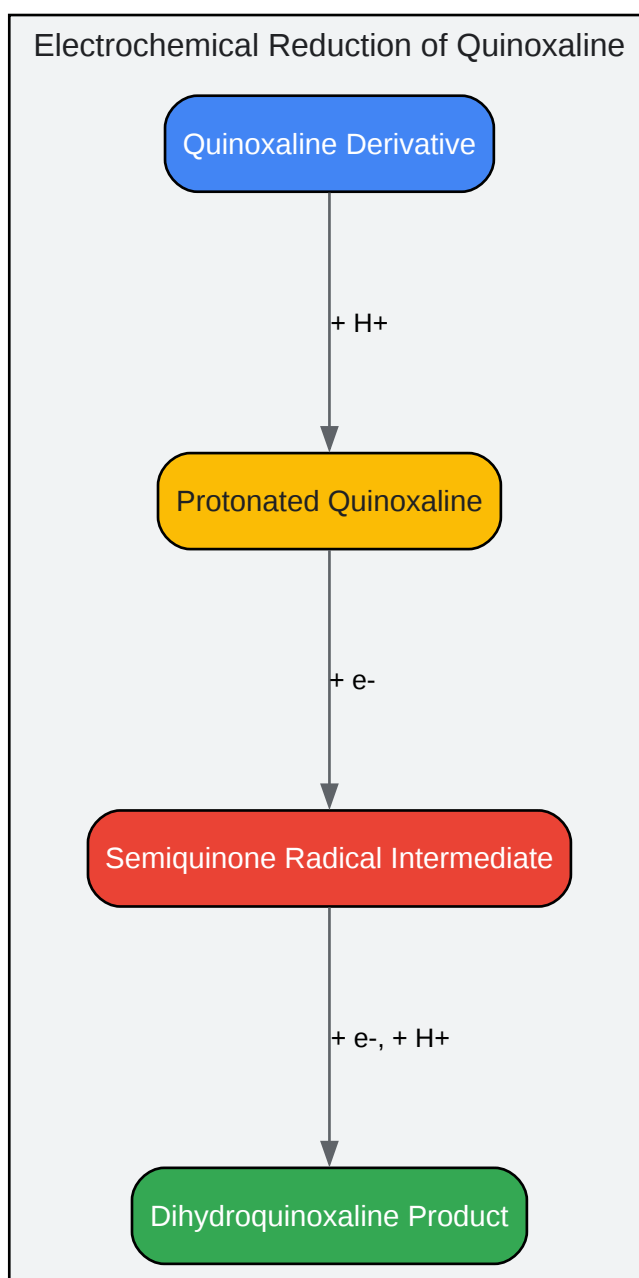 Electrochemical Reduction of Quinoxaline
Quinoxaline Derivative
+ H+
Protonated Quinoxaline
+ e-
Semiquinone Radical Intermediate
+ e-, + H+
Dihydroquinoxaline Product